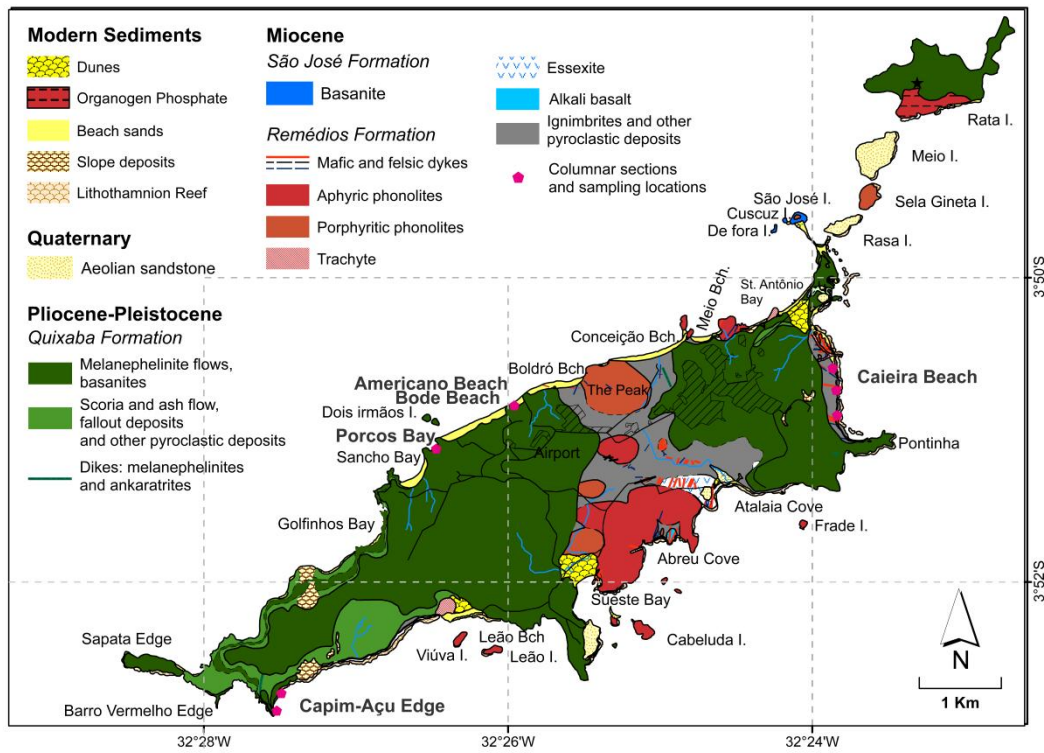 Modern Sediments
Dunes
Organogen Phosphate
Beach sands
Slope deposits
Lithothamnion Reef
Quaternary
Aeolian sandstone
Pliocene-Pleistocene
Quixaba Formation
Melanephelinite flows,
basanites
Scoria and ash flow,
fallout deposits
and other pyroclastic deposits
Dikes: melanephelinites
and ankaratrites
Miocene
São José Formation
Basanite
Remédios Formation
Mafic and felsic dykes
Aphyric phonolites
Porphyritic phonolites
Trachyte
Essexite
Alkali basalt
Ignimbrites and other
pyroclastic deposits
Columnar sections
and sampling locations
Rata I.
Meio I.
Sela Gineta I.
São José I.
Cuscuz I.
De fora I.
Rasa I.
St. Antônio
Bay
Meio Bch.
Conceição Bch
Boldró Bch
The Peak
Americano Beach
Bode Beach
Caieira Beach
Dois irmãos I.
Porcos Bay
Sancho Bay
Airport
Pontinha
Golfinhos Bay
Atalaia Cove
Frade I.
Abreu Cove
Sueste Bay
Cabeluda I.
Sapata Edge
Leão Bch
Viúva I.
Leão I.
Barro Vermelho Edge
Capim-Açu Edge
N
1 Km
3°50'S
3°52'S
32°28'W
32°26'W
32°24'W